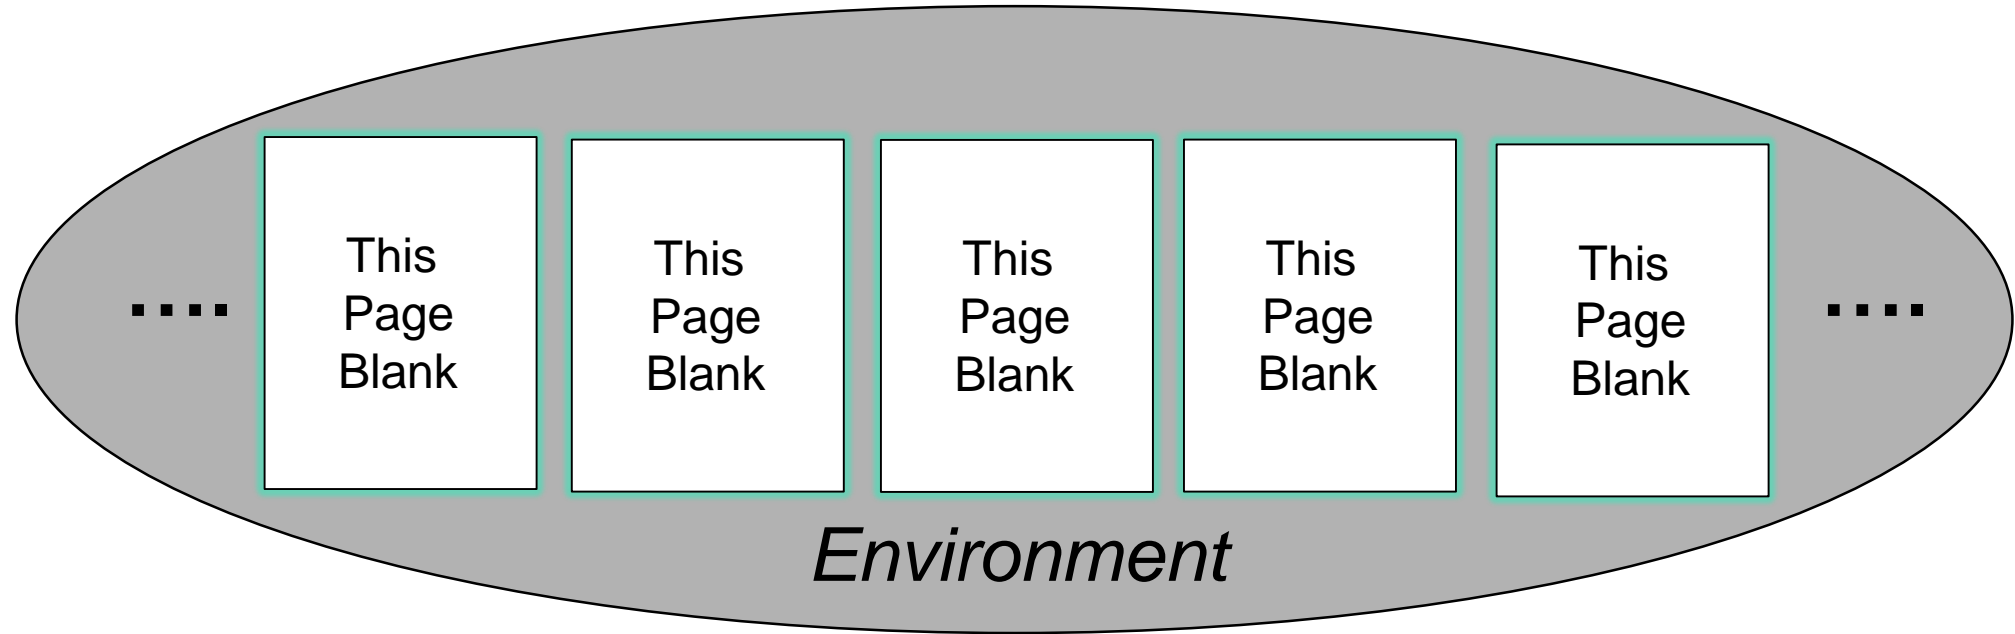 This
Page
Blank
This
Page
Blank
This
Page
Blank
This
Page
Blank
This
Page
Blank
....
....
Environment